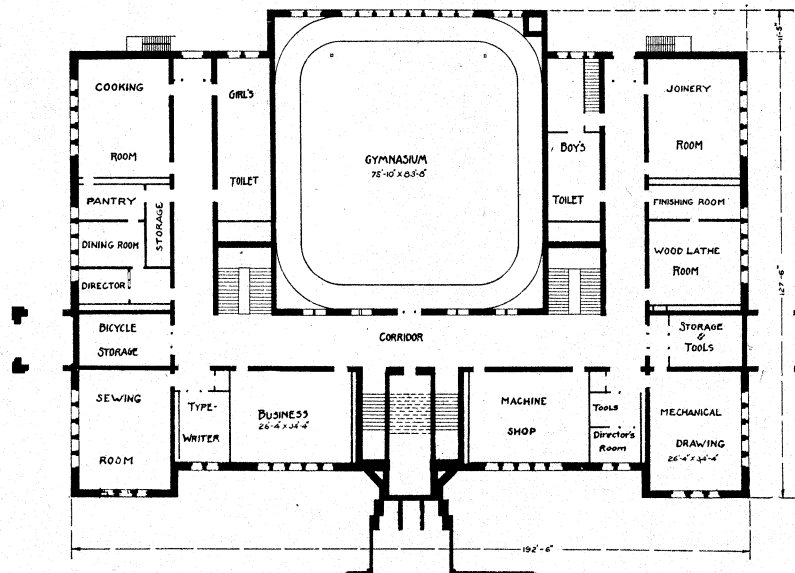 COOKING
ROOM
GIRL'S
TOILET
GYMNASIUM
75'-10" X 83'-8"
BOY'S
TOILET
JOINERY
ROOM
PANTRY
STORAGE
DINING ROOM
DIRECTOR
FINISHING ROOM
WOOD LATHE
ROOM
BICYCLE
STORAGE
CORRIDOR
STORAGE
&
TOOLS
SEWING
ROOM
TYPE-
WRITER
BUSINESS
26'-4" X 34'-4"
MACHINE
SHOP
TOOLS
Director's
Room
MECHANICAL
DRAWING
26'-4" X 34'-4"
127'-6"
192'-6"